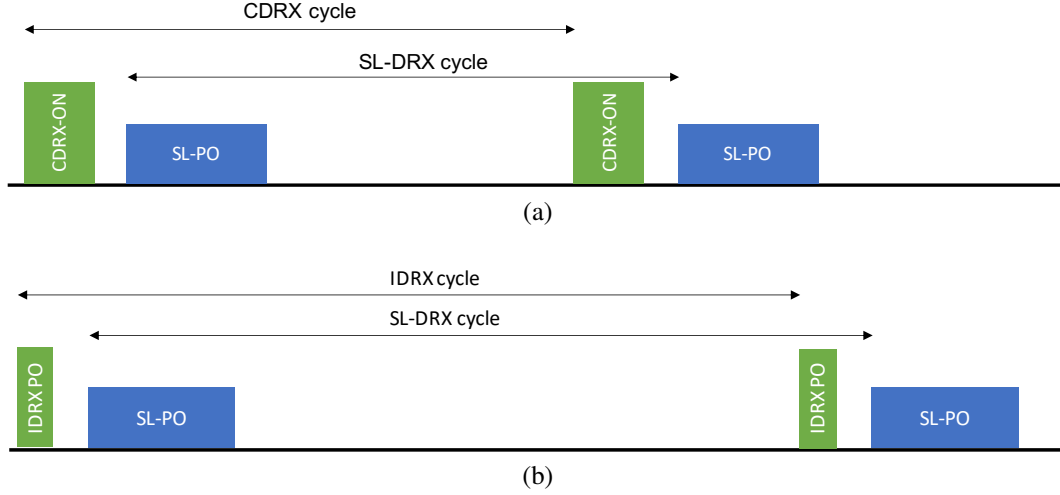 CDRX cycle
SL-DRX cycle
CDRX-ON
SL-PO
CDRX-ON
SL-PO
(a)
IDRX cycle
SL-DRX cycle
IDRX PO
SL-PO
IDRX PO
SL-PO
(b)